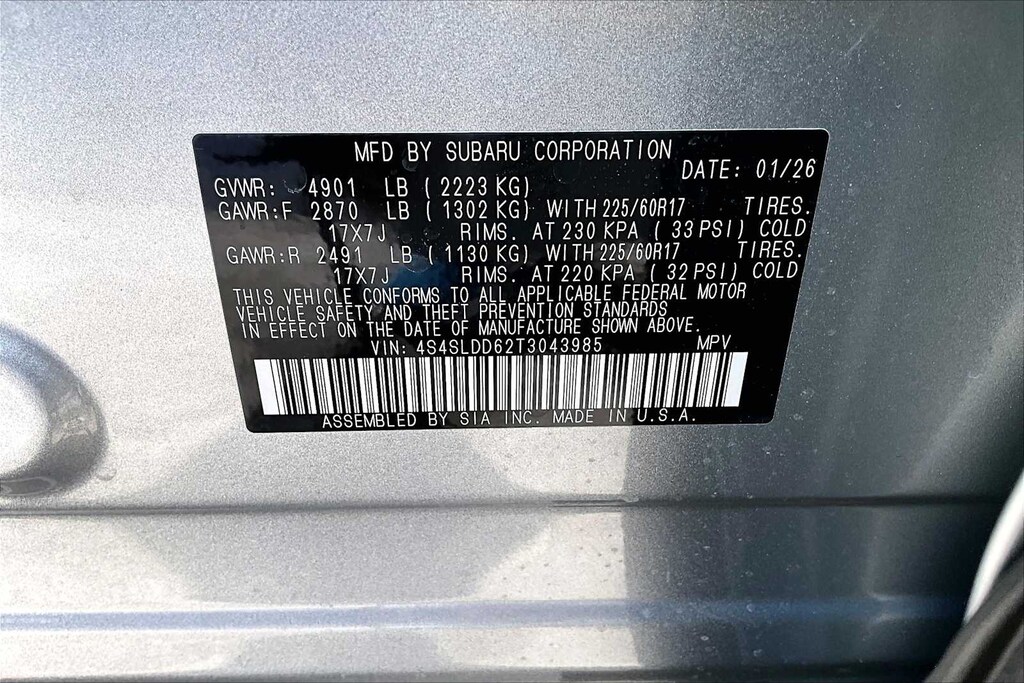 MFD BY SUBARU CORPORATION DATE: 01/26
GVWR: 4901 LB (2223 KG)
GAWR:F 2870 LB (1302 KG) WITH 225/60R17 TIRES.
17X7J RIMS. AT 230 KPA (33 PSI) COLD
GAWR:R 2491 LB (1130 KG) WITH 225/60R17 TIRES.
17X7J RIMS. AT 220 KPA (32 PSI) COLD
THIS VEHICLE CONFORMS TO ALL APPLICABLE FEDERAL MOTOR
VEHICLE SAFETY AND THEFT PREVENTION STANDARDS
IN EFFECT ON THE DATE OF MANUFACTURE SHOWN ABOVE.
VIN: 4S4SLDD62T3043985 MPV
ASSEMBLED BY SIA INC. MADE IN U.S.A.